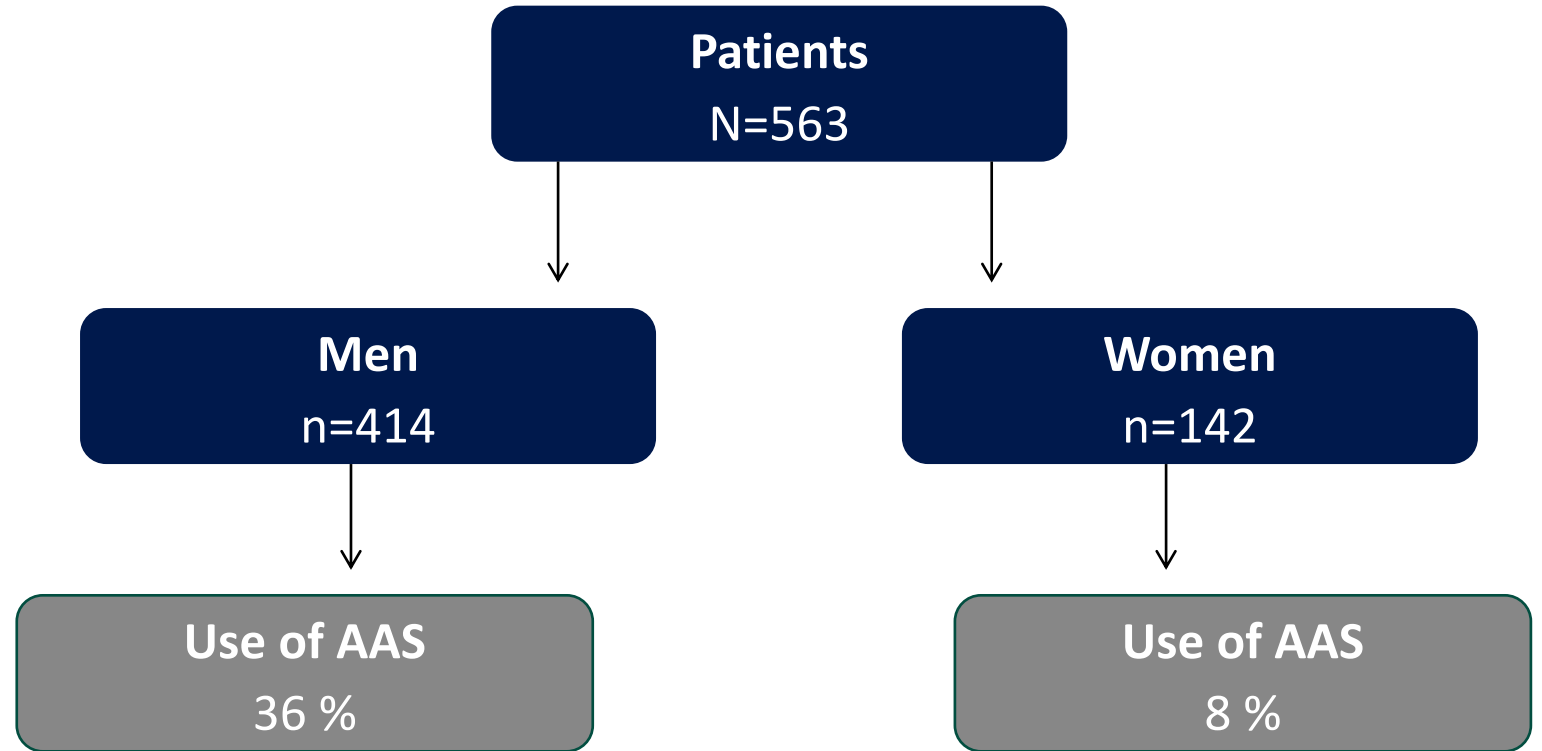 Patients
N=563
Men
n=414
Women
n=142
Use of AAS
36 %
Use of AAS
8 %